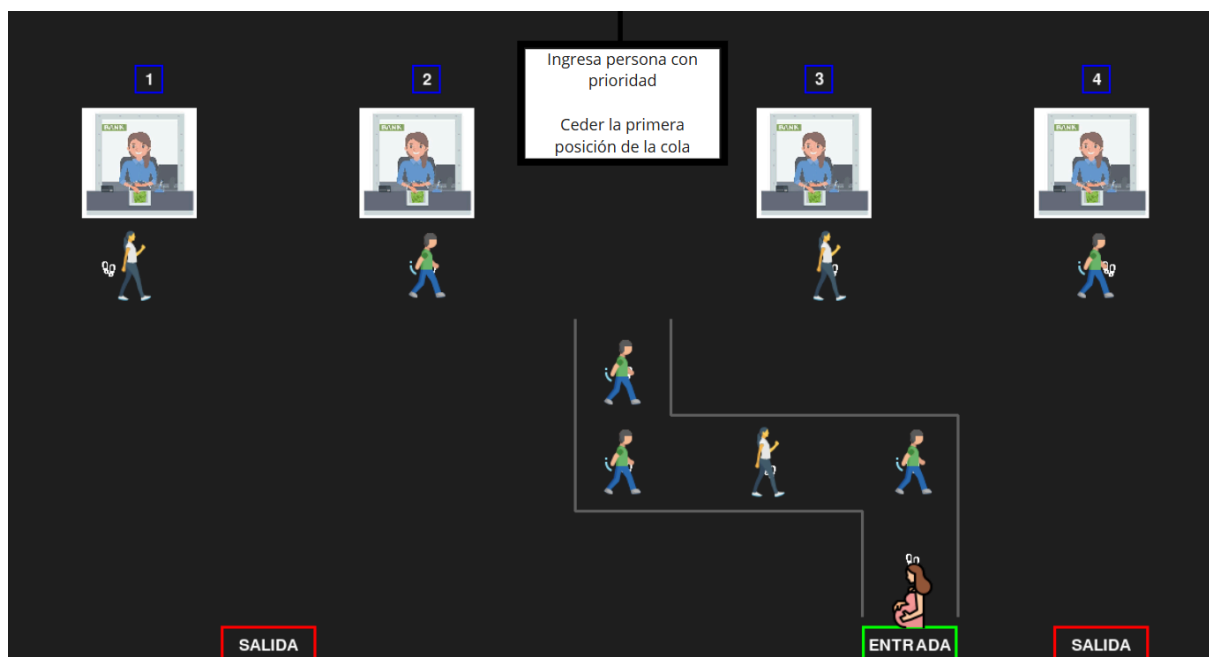 Ingresa persona con
prioridad
Ceder la primera
posición de la cola
1
2
3
4
SALIDA
ENTRADA
SALIDA